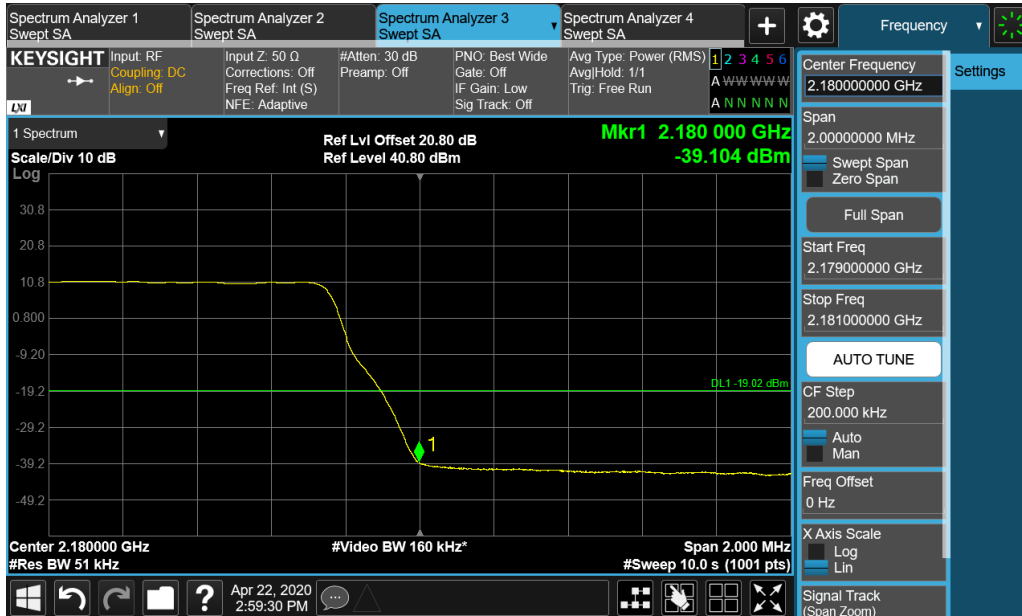 Spectrum Analyzer 1
Swept SA
Spectrum Analyzer 2
Swept SA
Spectrum Analyzer 3
Swept SA
Spectrum Analyzer 4
Swept SA
Frequency
KEYSIGHT
LXI
Input: RF
Coupling: DC
Align: Off
Input Z: 50 Ω
Corrections: Off
Freq Ref: Int (S)
NFE: Adaptive
#Atten: 30 dB
Preamp: Off
PNO: Best Wide
Gate: Off
IF Gain: Low
Sig Track: Off
Avg Type: Power (RMS)
Avg|Hold: 1/1
Trig: Free Run
1 2 3 4 5 6
A W W W W W
A N N N N N
1 Spectrum
Scale/Div 10 dB
Log
Ref Lvl Offset 20.80 dB
Ref Level 40.80 dBm
Mkr1 2.180 000 GHz
-39.104 dBm
30.8
20.8
10.8
0.800
-9.20
-19.2
-29.2
-39.2
-49.2
DL1 -19.02 dBm
1
Center 2.180000 GHz
#Res BW 51 kHz
#Video BW 160 kHz*
Span 2.000 MHz
#Sweep 10.0 s (1001 pts)
Center Frequency
2.180000000 GHz
Settings
Span
2.00000000 MHz
Swept Span
Zero Span
Full Span
Start Freq
2.179000000 GHz
Stop Freq
2.181000000 GHz
AUTO TUNE
CF Step
200.000 kHz
Auto
Man
Freq Offset
0 Hz
X Axis Scale
Log
Lin
Signal Track
(Span Zoom)
?
Apr 22, 2020
2:59:30 PM